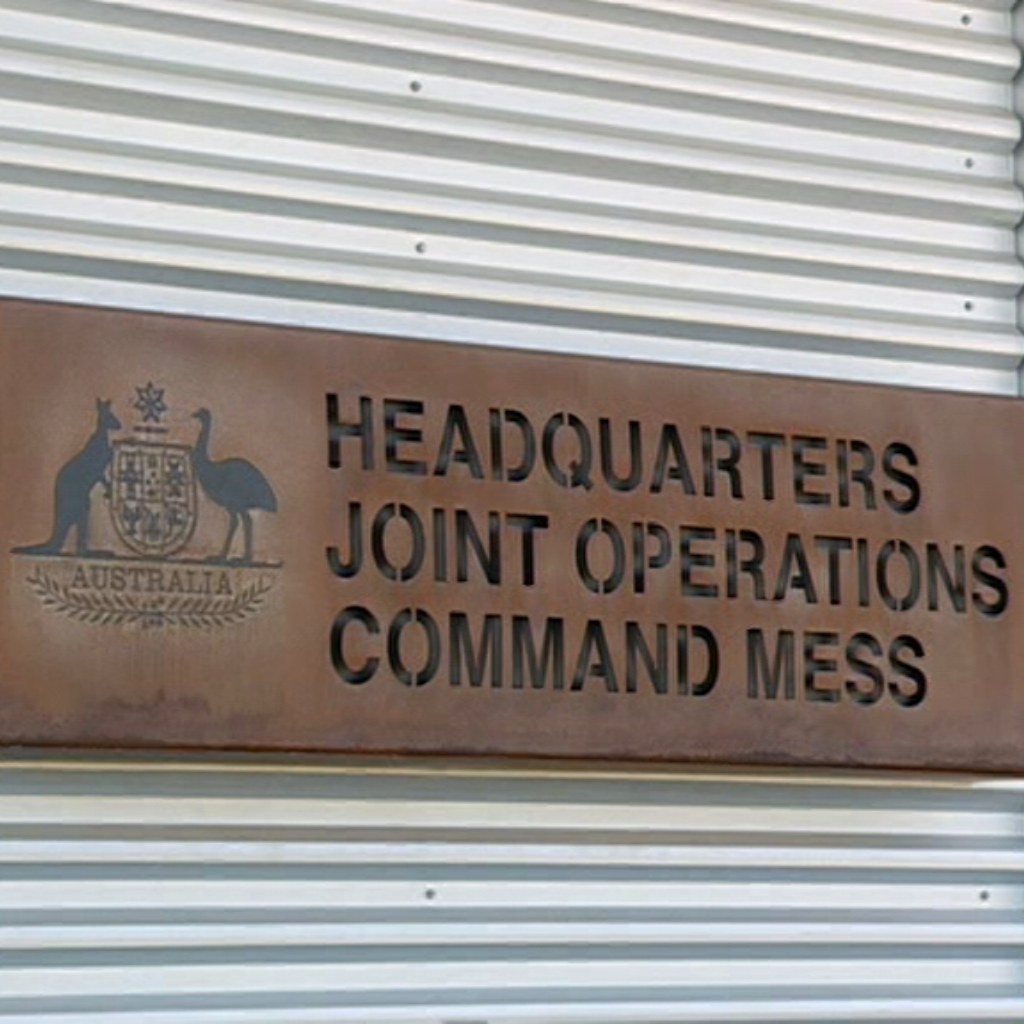 AUSTRALIA
HEADQUARTERS
JOINT OPERATIONS
COMMAND MESS